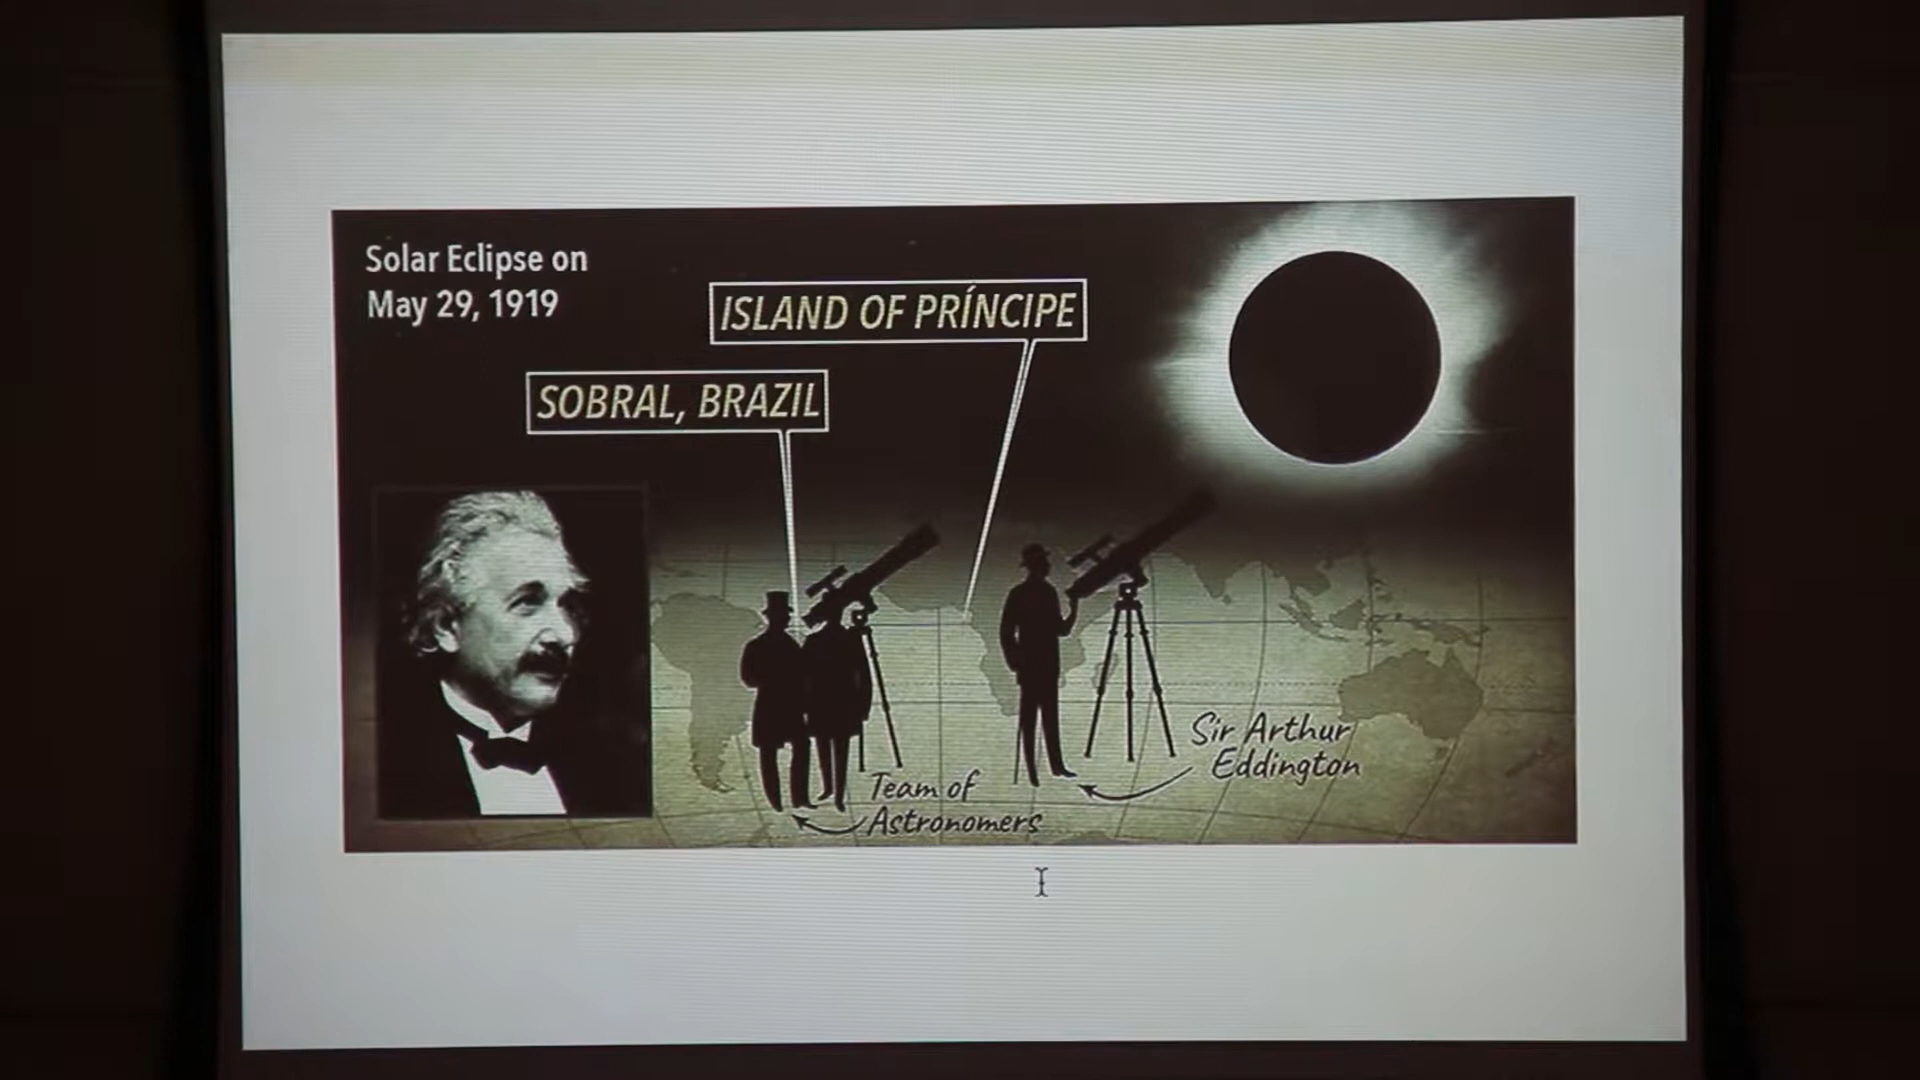 Solar Eclipse on
May 29, 1919
ISLAND OF PRÍNCIPE
SOBRAL, BRAZIL
Sir Arthur
Eddington
Team of
Astronomers